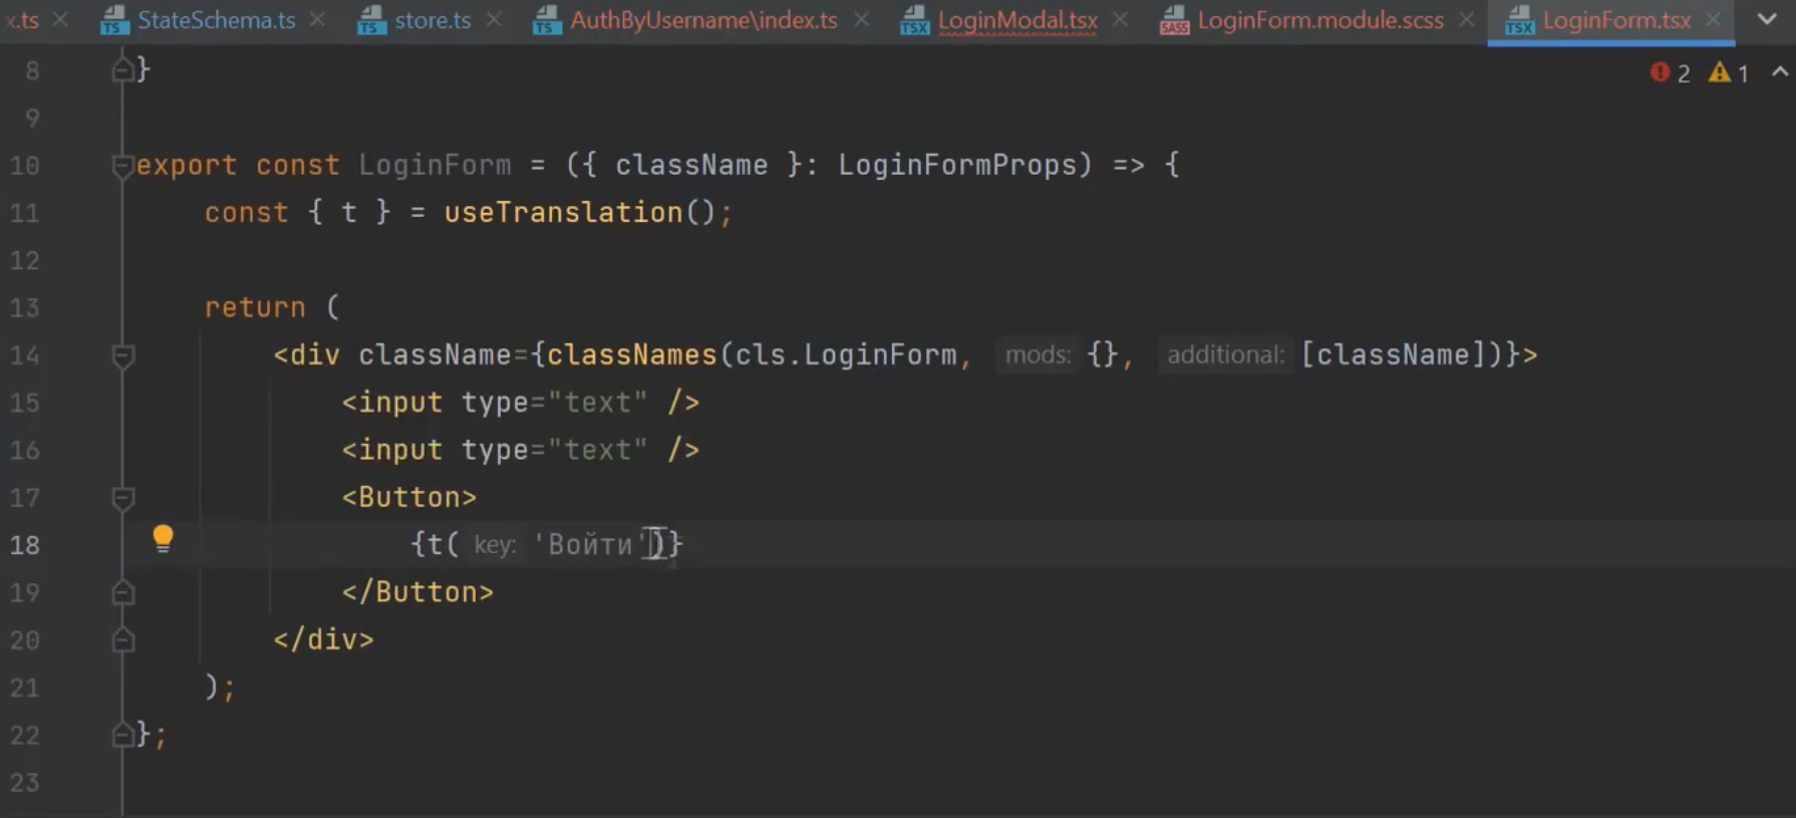 x.ts StateSchema.ts store.ts AuthByUsername\index.ts LoginModal.tsx LoginForm.module.scss LoginForm.tsx
8 }
2 1
9
10 export const LoginForm = ({ className }: LoginFormProps) => {
11 const { t } = useTranslation();
12
13 return (
14 <div className={classNames(cls.LoginForm, mods: {}, additional: [className])}>
15 <input type="text" />
16 <input type="text" />
17 <Button>
18 {t( key: 'Войти')}
19 </Button>
20 </div>
21 );
22 };
23